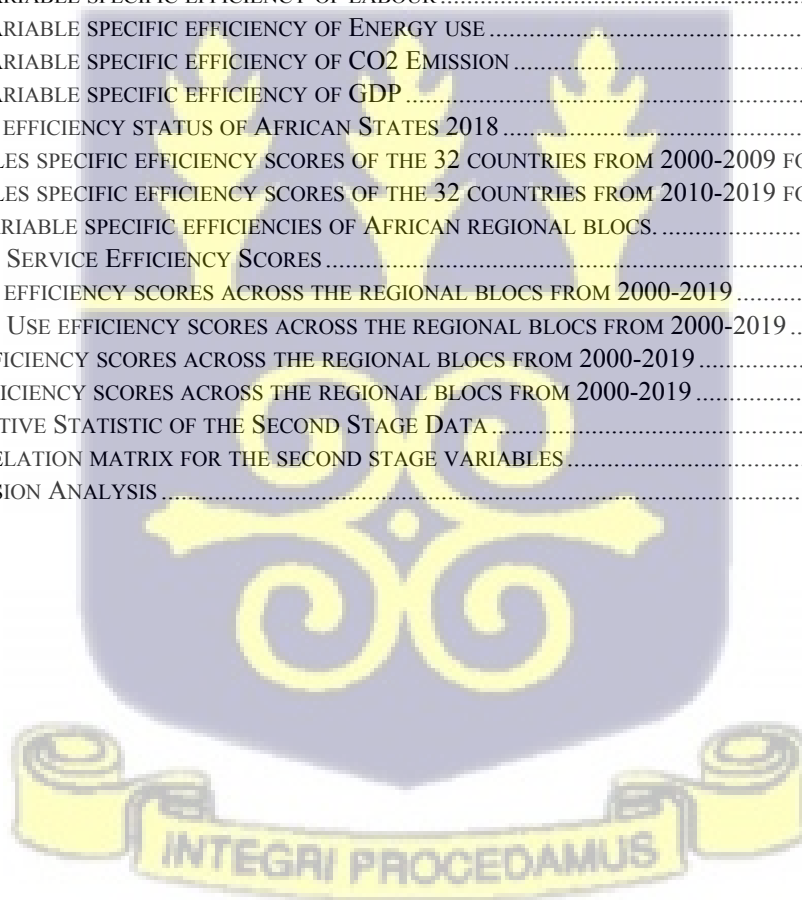 ARIABLE SPECIFIC EFFICIENCY OF LABOUR
ARIABLE SPECIFIC EFFICIENCY OF ENERGY USE
ARIABLE SPECIFIC EFFICIENCY OF CO2 EMISSION
ARIABLE SPECIFIC EFFICIENCY OF GDP
EFFICIENCY STATUS OF AFRICAN STATES 2018
LES SPECIFIC EFFICIENCY SCORES OF THE 32 COUNTRIES FROM 2000-2009 FO
LES SPECIFIC EFFICIENCY SCORES OF THE 32 COUNTRIES FROM 2010-2019 FO
RIABLE SPECIFIC EFFICIENCIES OF AFRICAN REGIONAL BLOCS.
SERVICE EFFICIENCY SCORES
EFFICIENCY SCORES ACROSS THE REGIONAL BLOCS FROM 2000-2019
USE EFFICIENCY SCORES ACROSS THE REGIONAL BLOCS FROM 2000-2019
FICIENCY SCORES ACROSS THE REGIONAL BLOCS FROM 2000-2019
ICIENCY SCORES ACROSS THE REGIONAL BLOCS FROM 2000-2019
TIVE STATISTIC OF THE SECOND STAGE DATA
ELATION MATRIX FOR THE SECOND STAGE VARIABLES
SION ANALYSIS
INTEGRI PROCEDAMUS